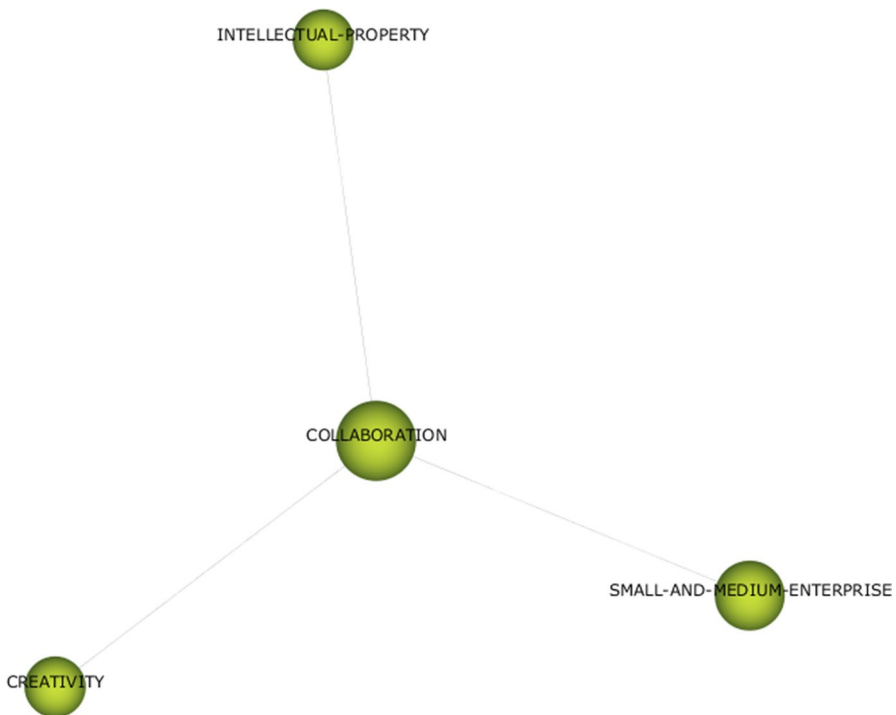 INTELLECTUAL-PROPERTY
COLLABORATION
SMALL-AND-MEDIUM-ENTERPRISE
CREATIVITY